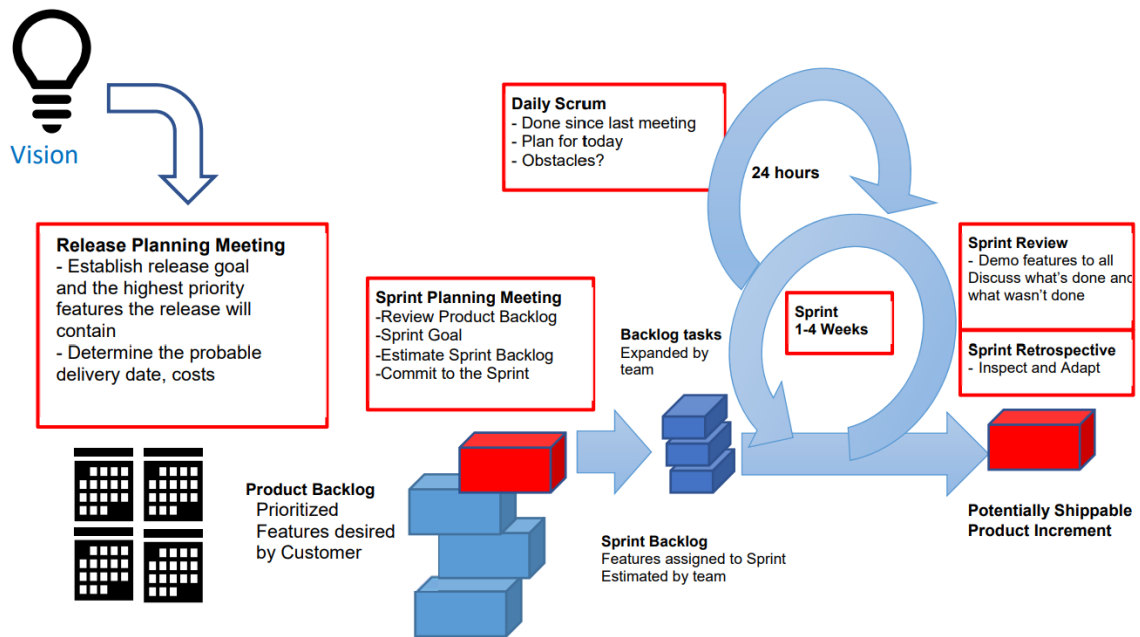 Vision
Release Planning Meeting
- Establish release goal
and the highest priority
features the release will
contain
- Determine the probable
delivery date, costs
Daily Scrum
- Done since last meeting
- Plan for today
- Obstacles?
24 hours
Sprint Planning Meeting
-Review Product Backlog
-Sprint Goal
-Estimate Sprint Backlog
-Commit to the Sprint
Backlog tasks
Expanded by
team
Sprint
1-4 Weeks
Sprint Review
- Demo features to all
Discuss what's done and
what wasn't done
Sprint Retrospective
- Inspect and Adapt
Product Backlog
Prioritized
Features desired
by Customer
Sprint Backlog
Features assigned to Sprint
Estimated by team
Potentially Shippable
Product Increment